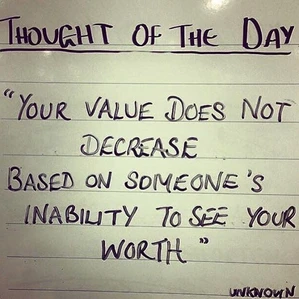 THOUGHT OF THE DAY
"YOUR VALUE DOES NOT
DECREASE
BASED ON SOMEONE'S
INABILITY TO SEE YOUR
WORTH"
UNKNOWN